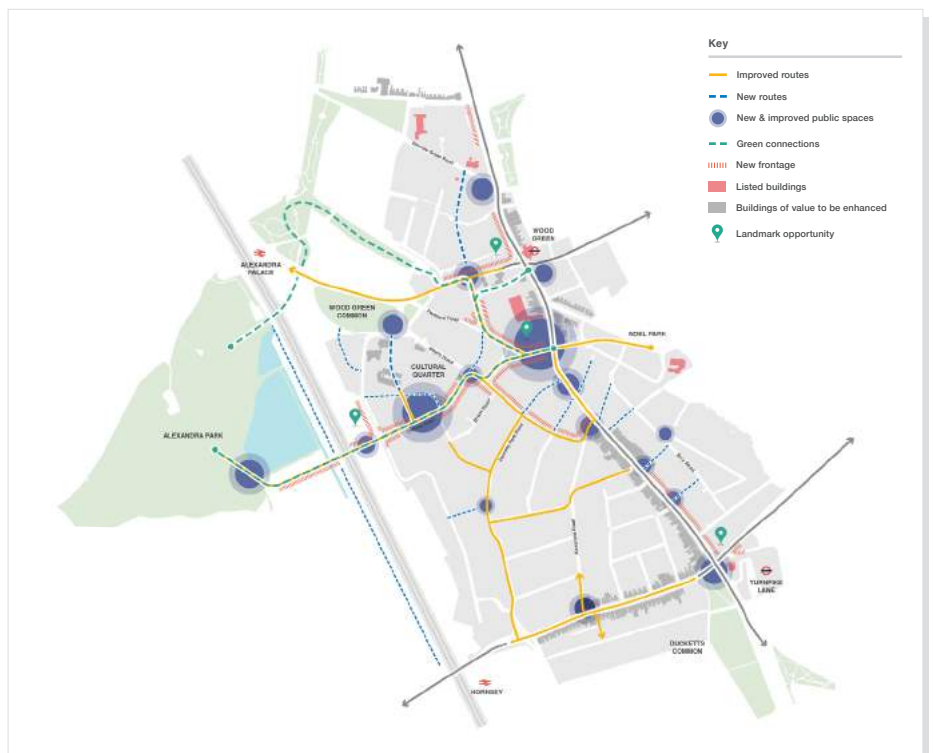 Key
Improved routes
New routes
New & improved public spaces
Green connections
New frontage
Listed buildings
Buildings of value to be enhanced
Landmark opportunity
WOOD
GREEN
ALEXANDRA
PALACE
WOOD GREEN
COMMON
NOEL PARK
CULTURAL
QUARTER
ALEXANDRA PARK
TURNPIKE
LANE
DUCKETTS
COMMON
HORNSEY